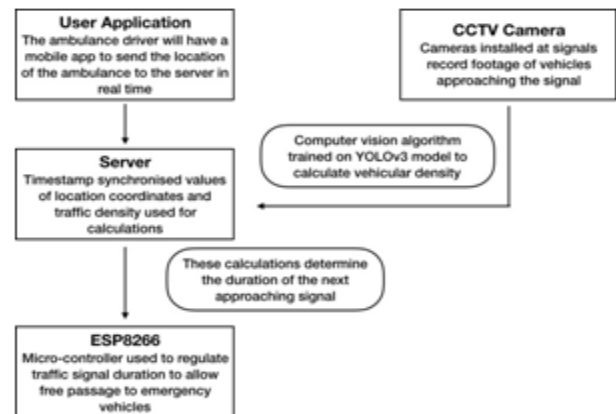 User Application
The ambulance driver will have a
mobile app to send the location
of the ambulance to the server in
real time
CCTV Camera
Cameras installed at signals
record footage of vehicles
approaching the signal
Computer vision algorithm
trained on YOLOv3 model to
calculate vehicular density
Server
Timestamp synchronised values
of location coordinates and
traffic density used for
calculations
These calculations determine
the duration of the next
approaching signal
ESP8266
Micro-controller used to regulate
traffic signal duration to allow
free passage to emergency
vehicles